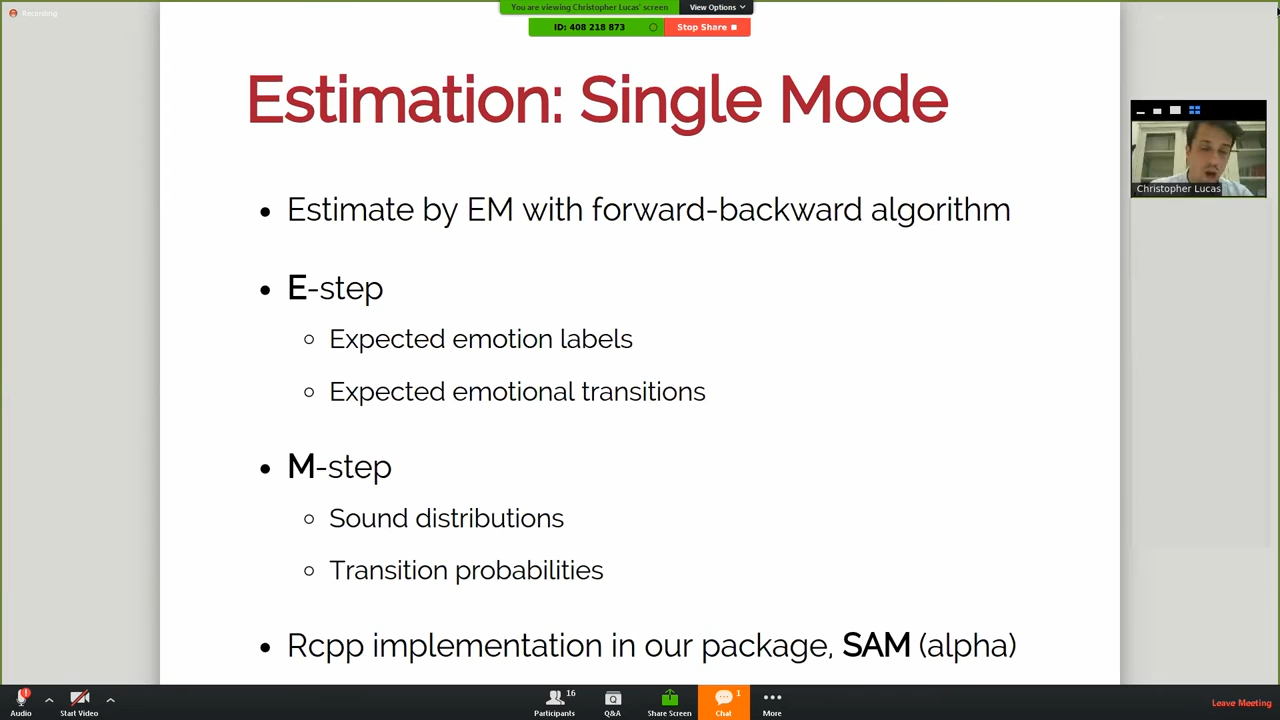 Recording
You are viewing Christopher Lucas' screen
View Options
ID: 408 218 873
Stop Share
Estimation: Single Mode
Christopher Lucas
• Estimate by EM with forward-backward algorithm
• E-step
○ Expected emotion labels
○ Expected emotional transitions
• M-step
○ Sound distributions
○ Transition probabilities
• Rcpp implementation in our package, SAM (alpha)
Audio
Start Video
16
Participants
Q&A
Share Screen
1
Chat
More
Leave Meeting